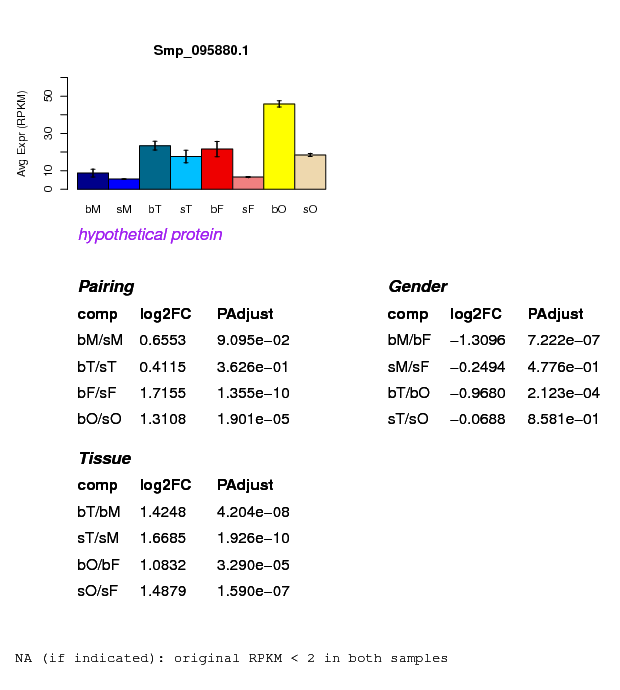 Smp_095880.1
Avg Expr (RPKM)
0 10 30 50
bM sM bT sT bF sF bO sO
hypothetical protein
Pairing
comp log2FC PAdjust
bM/sM 0.6553 9.095e−02
bT/sT 0.4115 3.626e−01
bF/sF 1.7155 1.355e−10
bO/sO 1.3108 1.901e−05
Gender
comp log2FC PAdjust
bM/bF −1.3096 7.222e−07
sM/sF −0.2494 4.776e−01
bT/bO −0.9680 2.123e−04
sT/sO −0.0688 8.581e−01
Tissue
comp log2FC PAdjust
bT/bM 1.4248 4.204e−08
sT/sM 1.6685 1.926e−10
bO/bF 1.0832 3.290e−05
sO/sF 1.4879 1.590e−07
NA (if indicated): original RPKM < 2 in both samples